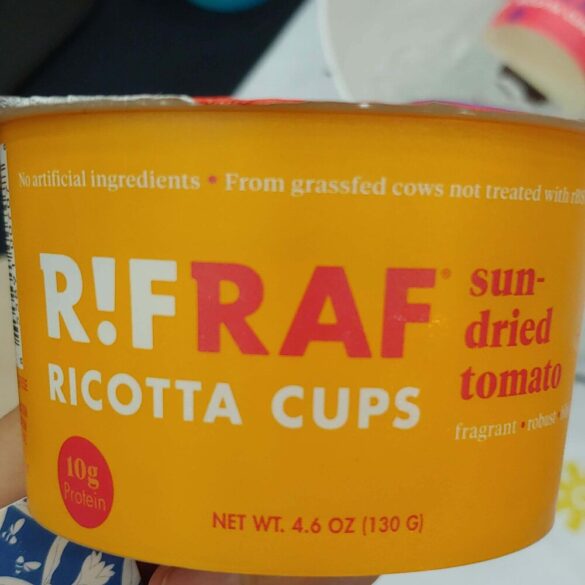 No artificial ingredients • From grassfed cows not treated with rBS
R!FRAF®
RICOTTA CUPS
sun-
dried
tomato
fragrant • robust •
10g
Protein
NET WT. 4.6 OZ (130 G)